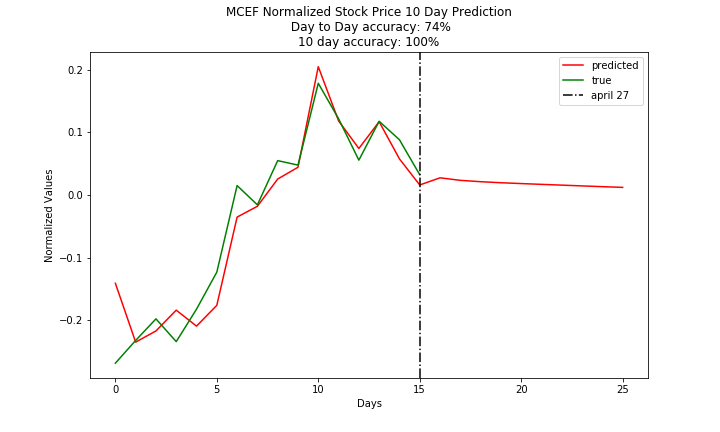 MCEF Normalized Stock Price 10 Day Prediction
Day to Day accuracy: 74%
10 day accuracy: 100%
predicted
true
april 27
0.2
0.1
0.0
−0.1
−0.2
Normalized Values
0 5 10 15 20 25
Days